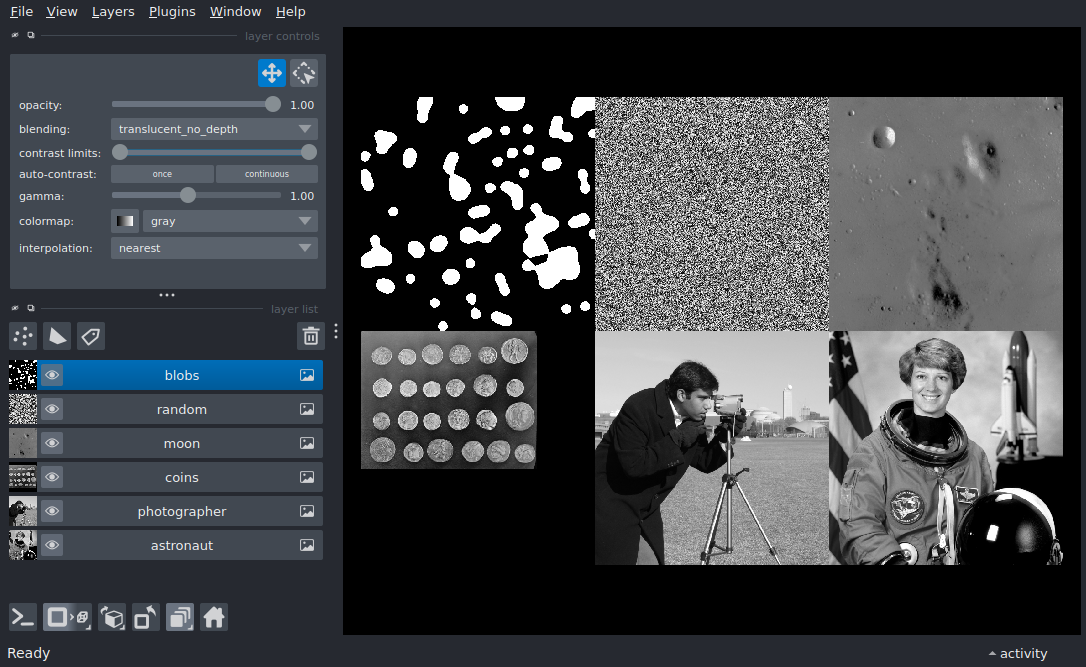 File View Layers Plugins Window Help
layer controls
opacity: 1.00
blending: translucent_no_depth
contrast limits:
auto-contrast: once continuous
gamma: 1.00
colormap: gray
interpolation: nearest
layer list
blobs
random
moon
coins
photographer
astronaut
Ready
activity